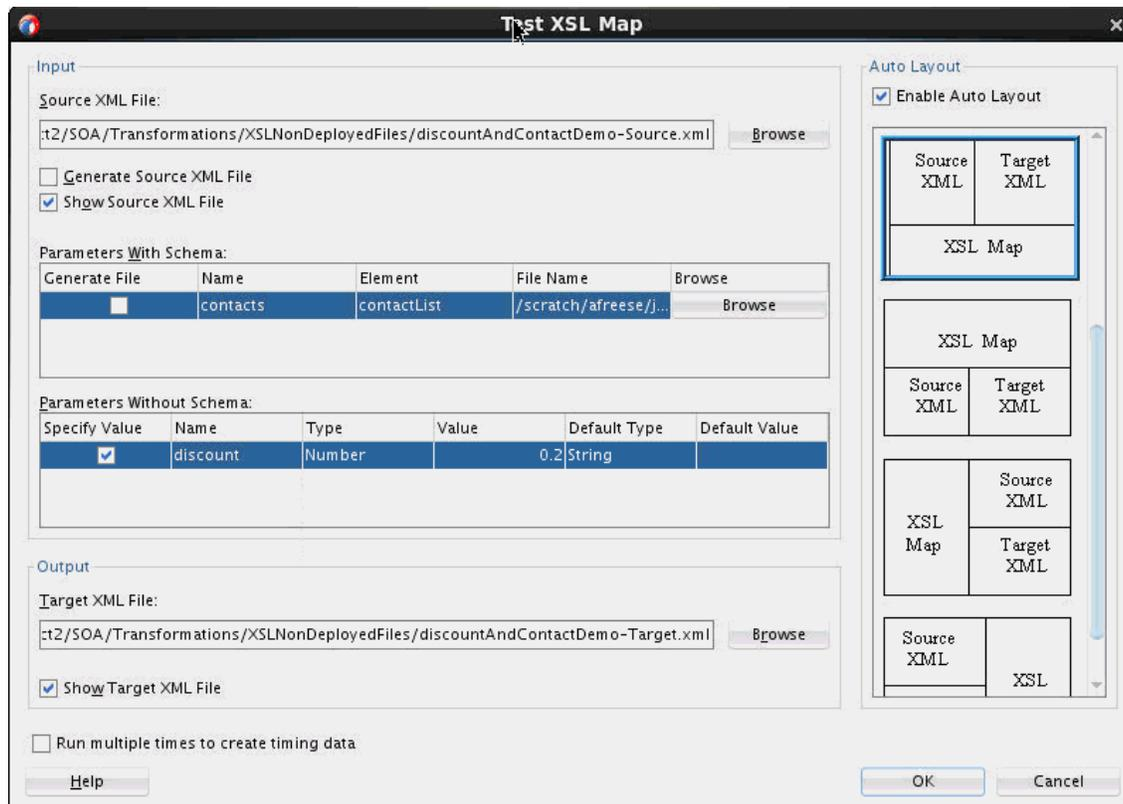 Test XSL Map
Input
Source XML File:
:t2/SOA/Transformations/XSLNonDeployedFiles/discountAndContactDemo-Source.xml
Browse
Generate Source XML File
Show Source XML File
Parameters With Schema:
Generate File Name Element File Name Browse
contacts contactList /scratch/afreese/j... Browse
Parameters Without Schema:
Specify Value Name Type Value Default Type Default Value
discount Number 0.2 String
Output
Target XML File:
:t2/SOA/Transformations/XSLNonDeployedFiles/discountAndContactDemo-Target.xml
Browse
Show Target XML File
Run multiple times to create timing data
Help
OK
Cancel
Auto Layout
Enable Auto Layout
Source Target
XML XML
XSL Map
XSL Map
Source Target
XML XML
Source
XML
XSL
Map
Target
XML
Source
XML
XSL